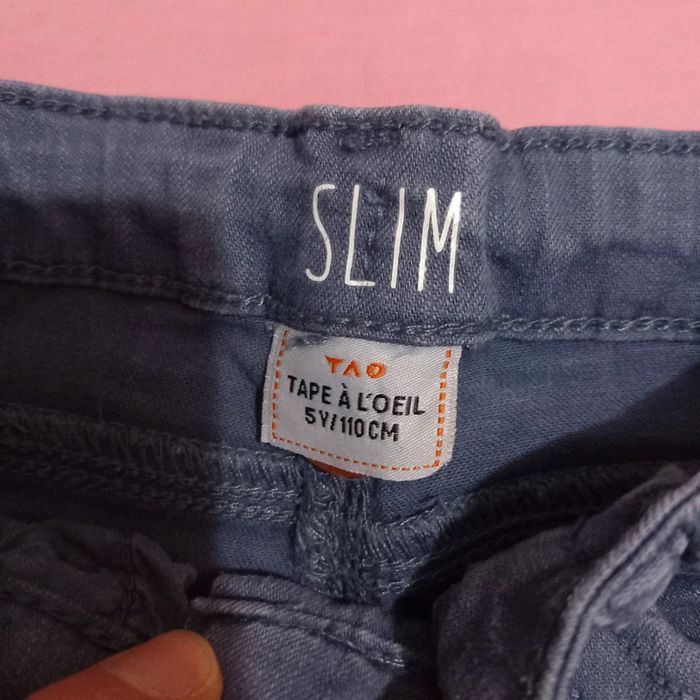 SLIM
TAO
TAPE À L'OEIL
5Y/110CM